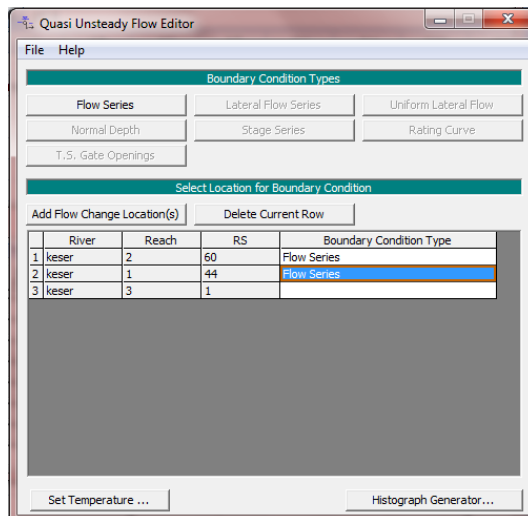 Quasi Unsteady Flow Editor
File Help
Boundary Condition Types
Flow Series Lateral Flow Series Uniform Lateral Flow
Normal Depth Stage Series Rating Curve
T.S. Gate Openings
Select Location for Boundary Condition
Add Flow Change Location(s) Delete Current Row
River Reach RS Boundary Condition Type
1 keser 2 60 Flow Series
2 keser 1 44 Flow Series
3 keser 3 1
Set Temperature ... Histograph Generator...